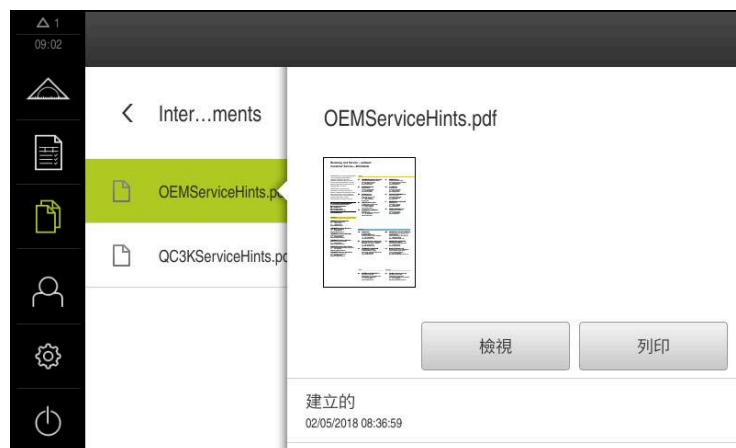 1
09:02
Inter...ments
OEMServiceHints.pdf
OEMServiceHints.p
QC3KServiceHints.pd
檢視
列印
建立的
02/05/2018 08:36:59